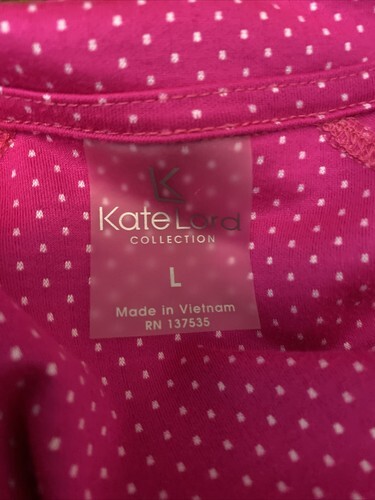 Kate Lord
COLLECTION
L
Made in Vietnam
RN 137535